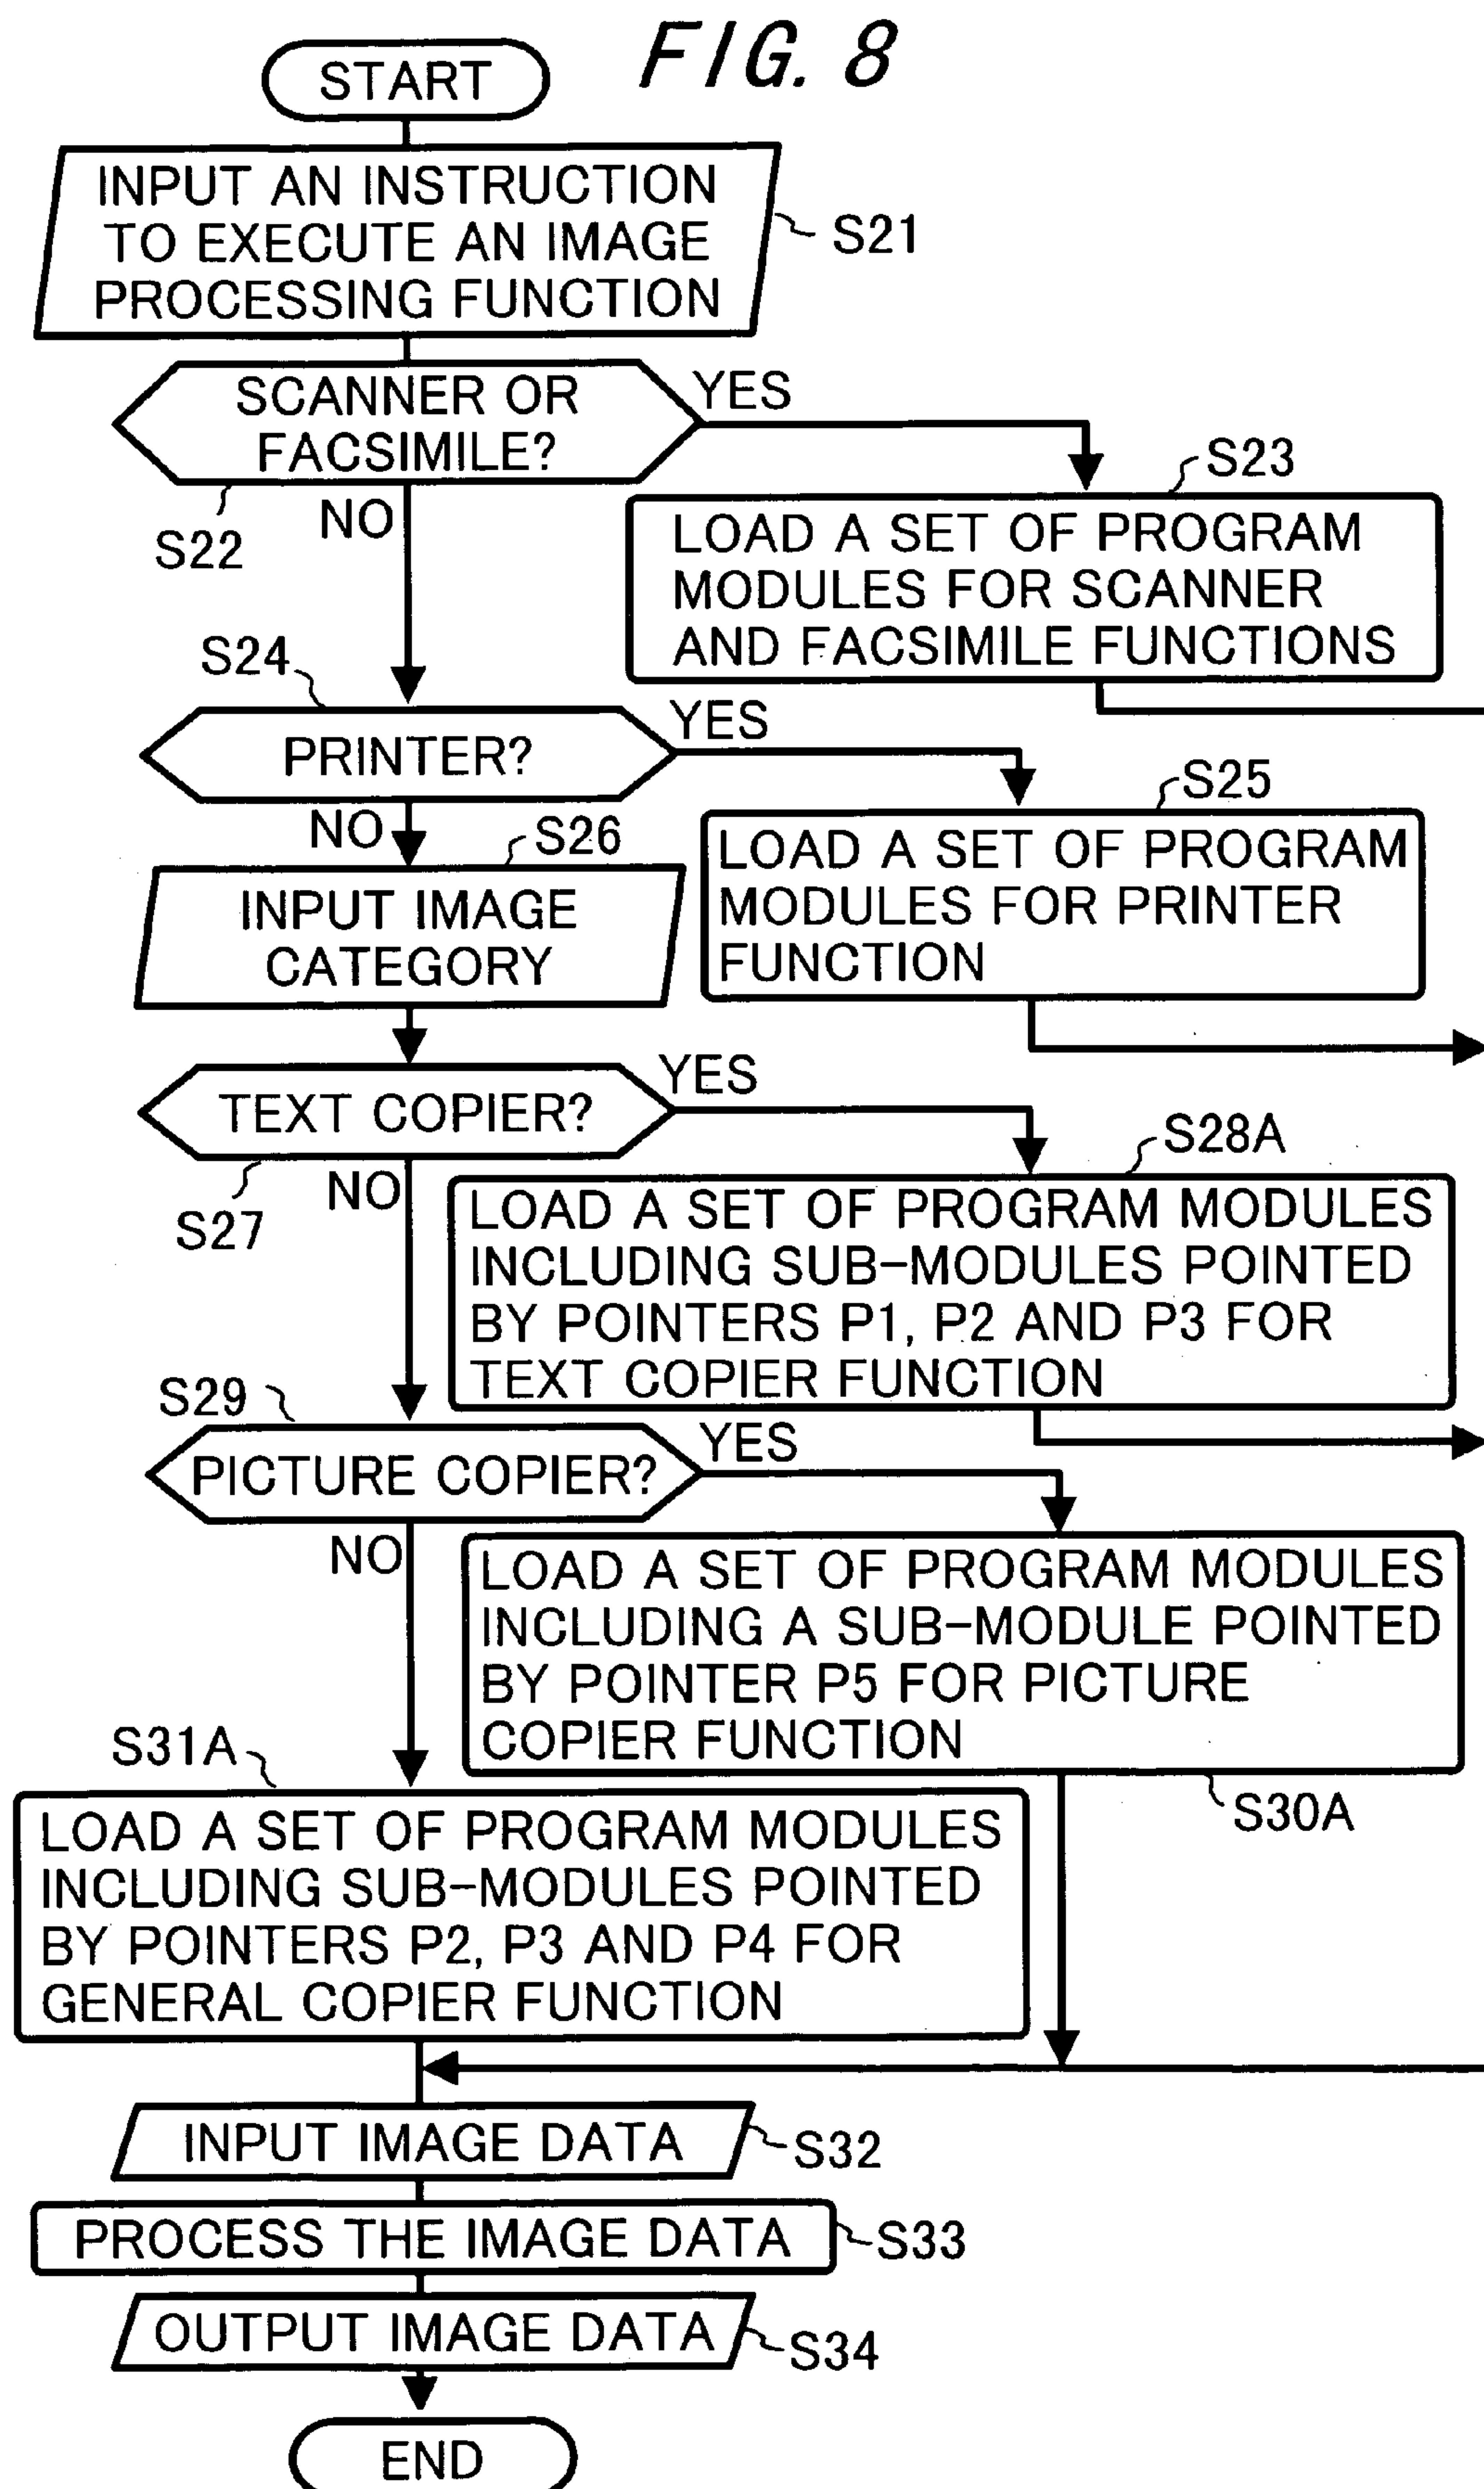 FIG. 8
START
INPUT AN INSTRUCTION
TO EXECUTE AN IMAGE
PROCESSING FUNCTION
S21
SCANNER OR
FACSIMILE?
YES
S22
NO
S23
LOAD A SET OF PROGRAM
MODULES FOR SCANNER
AND FACSIMILE FUNCTIONS
S24
PRINTER?
YES
NO
S25
LOAD A SET OF PROGRAM
MODULES FOR PRINTER
FUNCTION
S26
INPUT IMAGE
CATEGORY
TEXT COPIER?
YES
S27
NO
S28A
LOAD A SET OF PROGRAM MODULES
INCLUDING SUB-MODULES POINTED
BY POINTERS P1, P2 AND P3 FOR
TEXT COPIER FUNCTION
S29
PICTURE COPIER?
YES
NO
LOAD A SET OF PROGRAM MODULES
INCLUDING A SUB-MODULE POINTED
BY POINTER P5 FOR PICTURE
COPIER FUNCTION
S30A
S31A
LOAD A SET OF PROGRAM MODULES
INCLUDING SUB-MODULES POINTED
BY POINTERS P2, P3 AND P4 FOR
GENERAL COPIER FUNCTION
INPUT IMAGE DATA
S32
PROCESS THE IMAGE DATA
S33
OUTPUT IMAGE DATA
S34
END